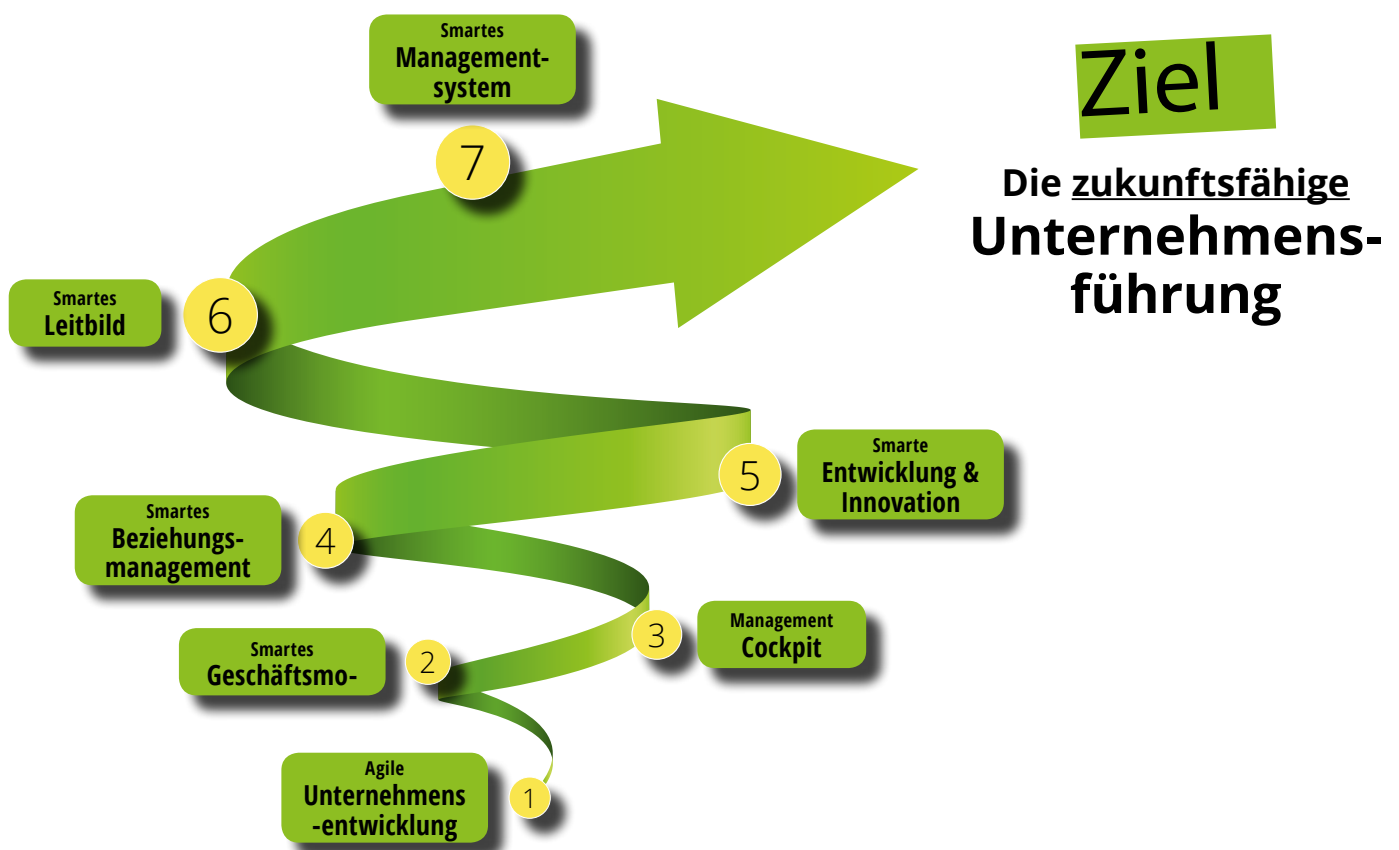 Smartes
Management-
system
7
Ziel
Die zukunftsfähige
Unternehmens-
führung
Smartes
Leitbild
6
5
Smarte
Entwicklung &
Innovation
Smartes
Beziehungs-
management
4
3
Management
Cockpit
Smartes
Geschäftsmo-
2
Agile
Unternehmens
-entwicklung
1